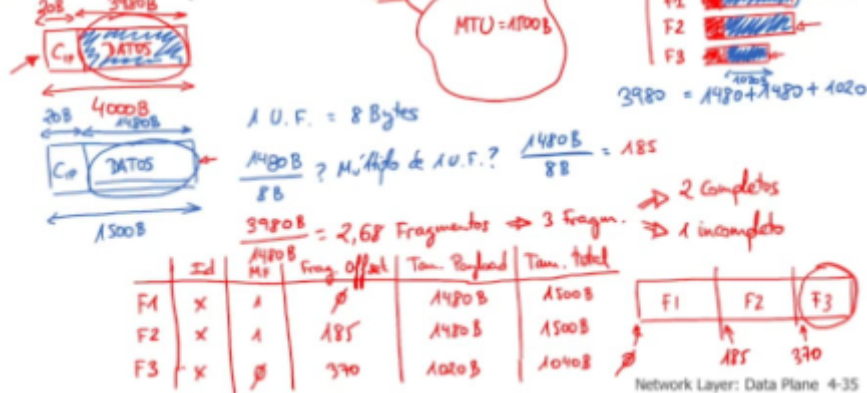 20B 3980B
F1
CIP DATOS
MTU = 1500B
F2
F3
1020B
4000B
3980 = 1480+1480+1020
20B 1480B
1 U.F. = 8 Bytes
CIP DATOS
1480B/8B ? Múltiplo de 1 U.F.? 1480B/8B = 185
1500B
3980B/1480B = 2,68 Fragmentos ⇒ 3 Fragm. ⇒ 2 Completos
⇒ 1 incompleto
Id MF Frag. Offset Tam. Payload Tam. total
F1 x 1 ∅ 1480B 1500B
F2 x 1 185 1480B 1500B
F3 x ∅ 370 1020B 1040B
F1 F2 F3
∅ 185 370
Network Layer: Data Plane 4-35